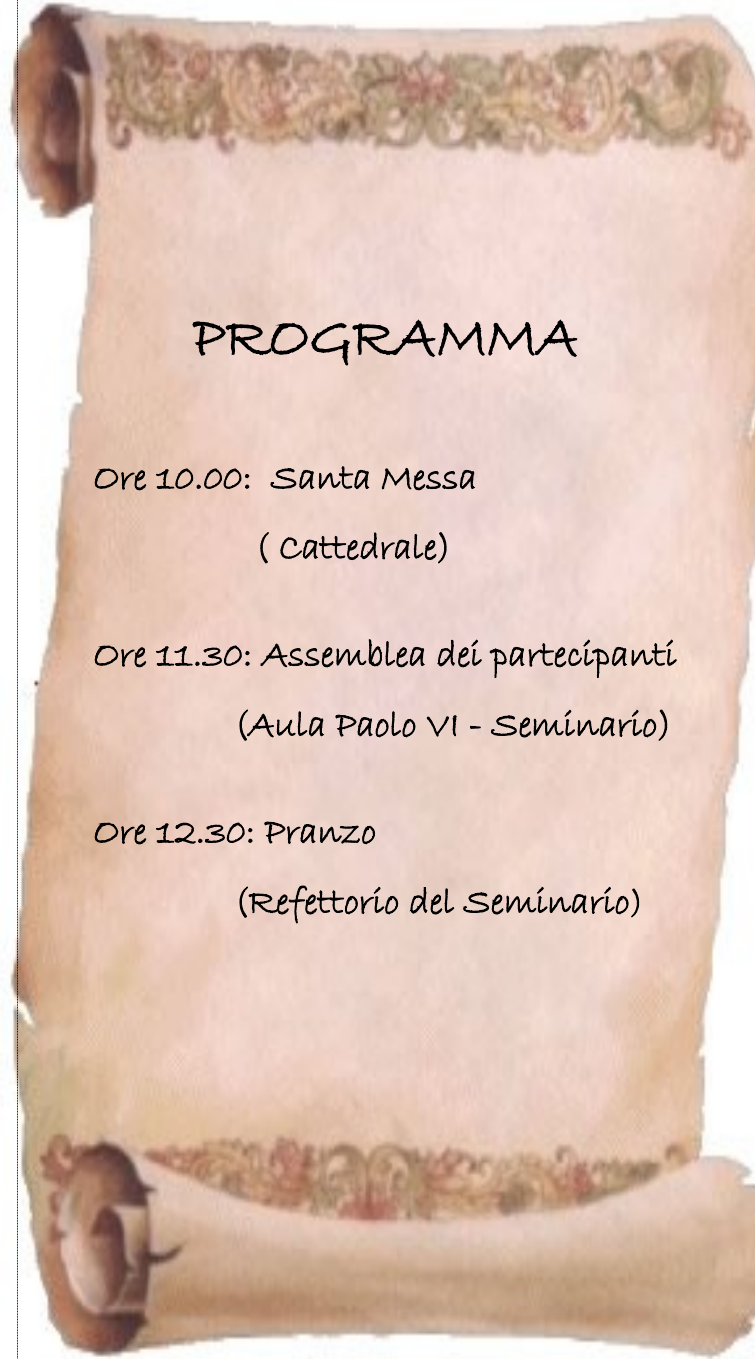 PROGRAMMA
Ore 10.00: Santa Messa
( Cattedrale)
Ore 11.30: Assemblea dei partecipanti
(Aula Paolo VI - Seminario)
Ore 12.30: Pranzo
(Refettorio del Seminario)